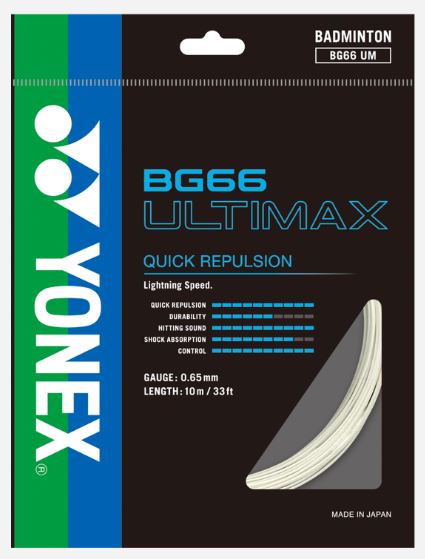 BADMINTON
BG66 UM
YONEX®
BG66
ULTIMAX
QUICK REPULSION
Lightning Speed.
QUICK REPULSION
DURABILITY
HITTING SOUND
SHOCK ABSORPTION
CONTROL
GAUGE: 0.65mm
LENGTH: 10m / 33ft
MADE IN JAPAN